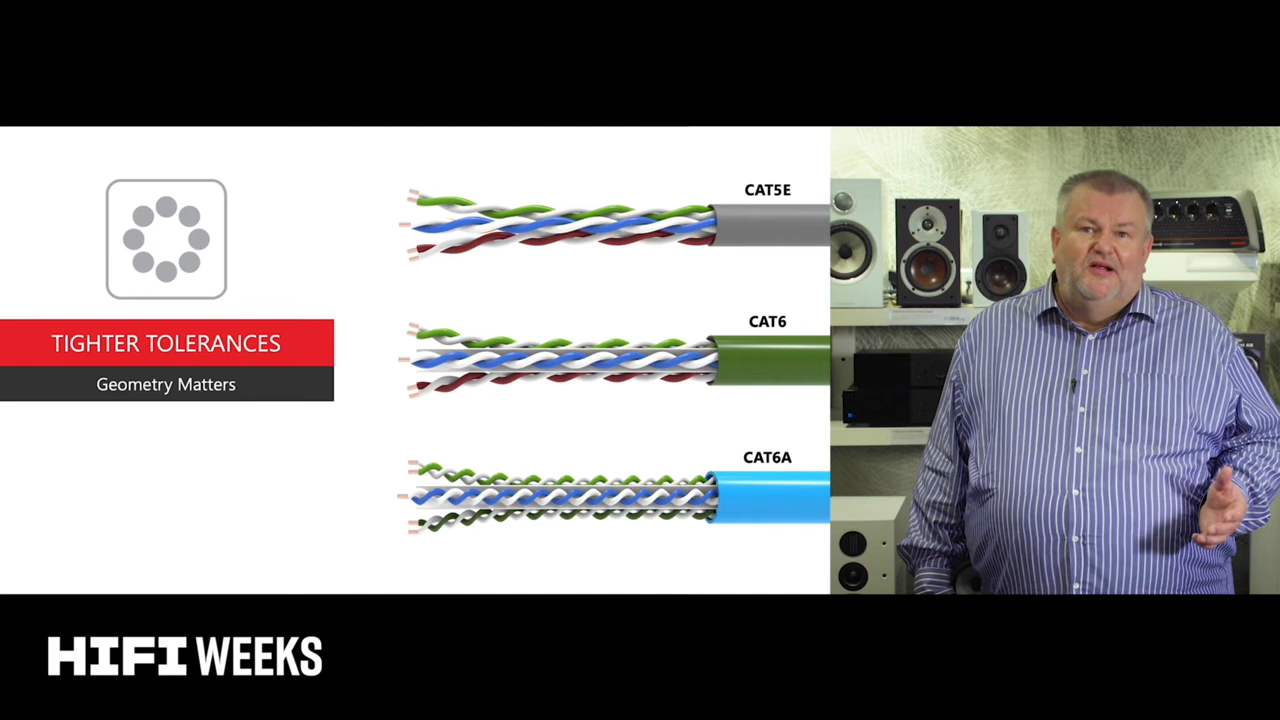 TIGHTER TOLERANCES
Geometry Matters
CAT5E
CAT6
CAT6A
HIFI WEEKS